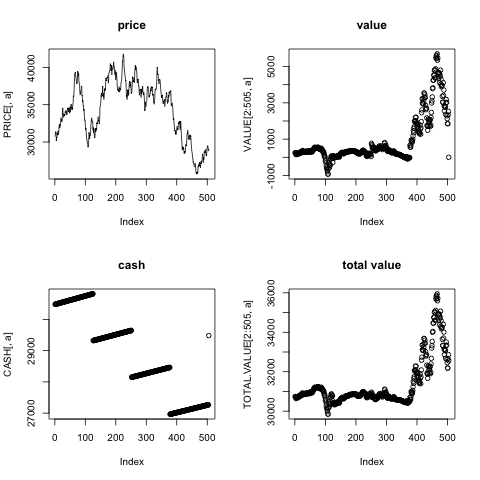 price
PRICE[, a]
30000 35000 40000
0 100 200 300 400 500
Index
value
VALUE[2:505, a]
-1000 1000 3000 5000
0 100 200 300 400 500
Index
cash
CASH[, a]
27000 29000
0 100 200 300 400 500
Index
total value
TOTAL.VALUE[2:505, a]
30000 32000 34000 36000
0 100 200 300 400 500
Index